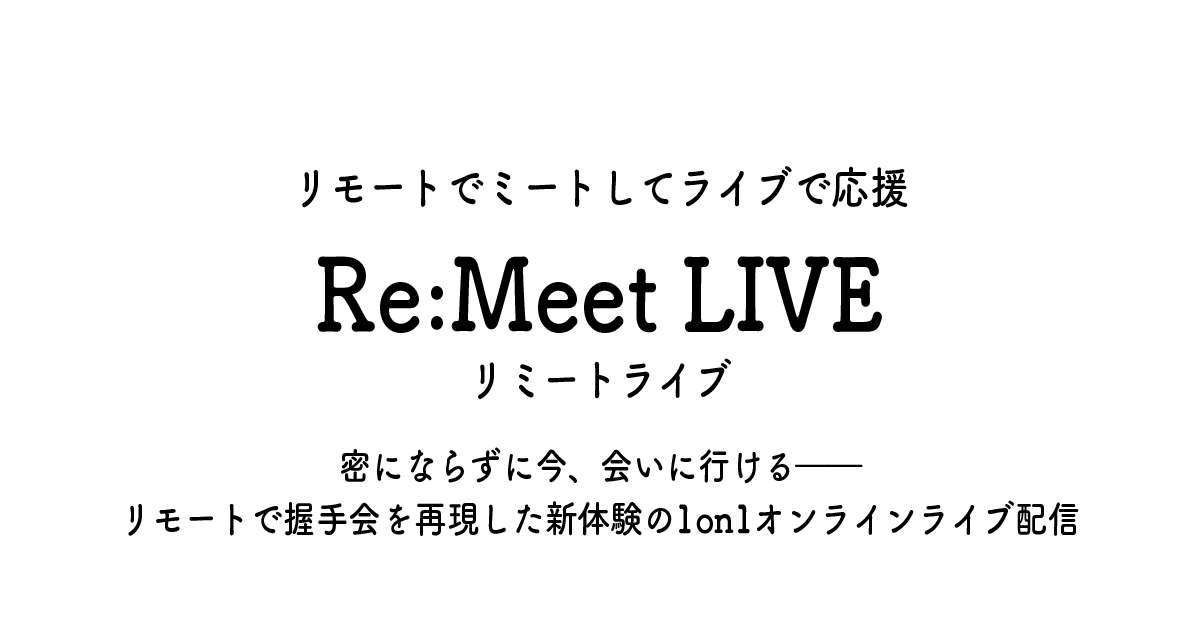 リモートでミートしてライブで応援
Re:Meet LIVE
リミートライブ
密にならずに今、会いに行ける──
リモートで握手会を再現した新体験の1on1オンラインライブ配信